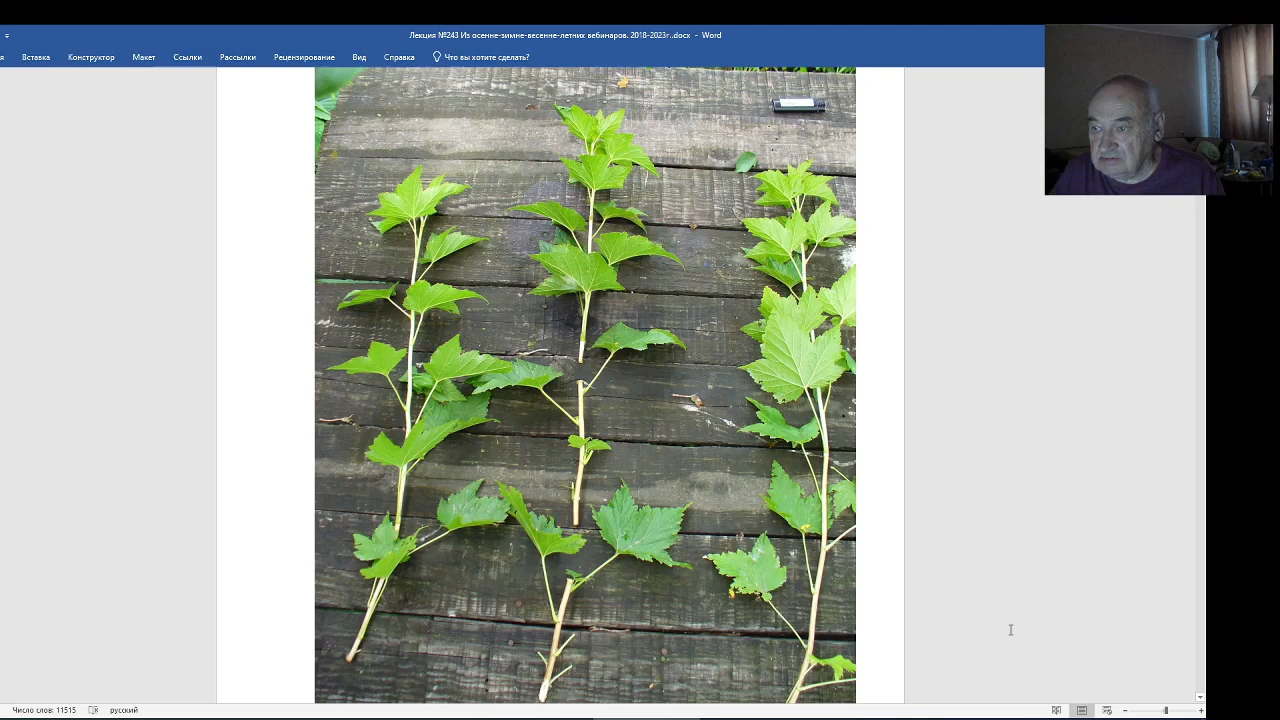 Лекция №243 Из осенне-зимне-весенне-летних вебинаров. 2018-2023г..docx - Word
я Вставка Конструктор Макет Ссылки Рассылки Рецензирование Вид Справка Что вы хотите сделать?
Число слов: 11515 русский